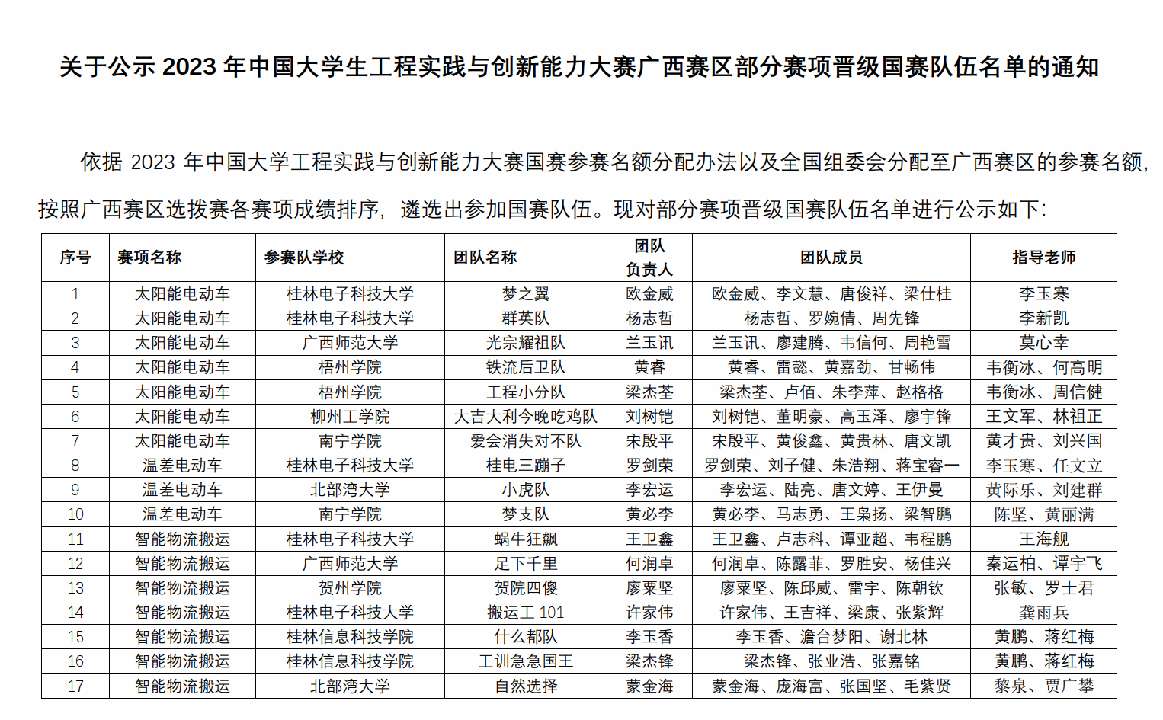 关于公示 2023 年中国大学生工程实践与创新能力大赛广西赛区部分赛项晋级国赛队伍名单的通知
依据 2023 年中国大学工程实践与创新能力大赛国赛参赛名额分配办法以及全国组委会分配至广西赛区的参赛名额，
按照广西赛区选拨赛各赛项成绩排序，遴选出参加国赛队伍。现对部分赛项晋级国赛队伍名单进行公示如下：
序号 赛项名称 参赛队学校 团队名称 团队负责人 团队成员 指导老师
1 太阳能电动车 桂林电子科技大学 梦之翼 欧金威 欧金威、李文慧、唐俊祥、梁仕桂 李玉寒
2 太阳能电动车 桂林电子科技大学 群英队 杨志哲 杨志哲、罗婉倩、周先锋 李新凯
3 太阳能电动车 广西师范大学 光宗耀祖队 兰玉讯 兰玉讯、廖建腾、韦信何、周艳雪 莫心幸
4 太阳能电动车 梧州学院 铁流后卫队 黄睿 黄睿、雷懿、黄嘉劲、甘畅伟 韦衡冰、何高明
5 太阳能电动车 梧州学院 工程小分队 梁杰荃 梁杰荃、卢佰、朱李萍、赵格格 韦衡冰、周信健
6 太阳能电动车 柳州工学院 大吉大利今晚吃鸡队 刘树铠 刘树铠、董明豪、高玉泽、廖宇锋 王文军、林祖正
7 太阳能电动车 南宁学院 爱会消失对不队 宋殷平 宋殷平、黄俊鑫、黄贵林、唐文凯 黄才贵、刘兴国
8 温差电动车 桂林电子科技大学 桂电三蹦子 罗剑荣 罗剑荣、刘子健、朱浩翔、蒋宝睿一 李玉寒、任文立
9 温差电动车 北部湾大学 小虎队 李宏运 李宏运、陆亮、唐文婷、王伊曼 黄际乐、刘建群
10 温差电动车 南宁学院 梦支队 黄必李 黄必李、马志勇、王枭扬、梁智鹏 陈坚、黄丽满
11 智能物流搬运 桂林电子科技大学 蜗牛狂飙 王卫鑫 王卫鑫、卢志科、谭亚超、韦程鹏 王海舰
12 智能物流搬运 广西师范大学 足下千里 何润卓 何润卓、陈露菲、罗胜安、杨佳兴 秦运柏、谭宇飞
13 智能物流搬运 贺州学院 贺院四傻 廖粟坚 廖粟坚、陈邱威、雷宇、陈朝钦 张敏、罗士君
14 智能物流搬运 桂林电子科技大学 搬运工 101 许家伟 许家伟、王吉祥、梁康、张紫辉 龚雨兵
15 智能物流搬运 桂林信息科技学院 什么都队 李玉香 李玉香、澹台梦阳、谢北林 黄鹏、蒋红梅
16 智能物流搬运 桂林信息科技学院 工训急急国王 梁杰锋 梁杰锋、张业浩、张嘉铭 黄鹏、蒋红梅
17 智能物流搬运 北部湾大学 自然选择 蒙金海 蒙金海、庞海富、张国坚、毛紫贤 黎泉、贾广攀